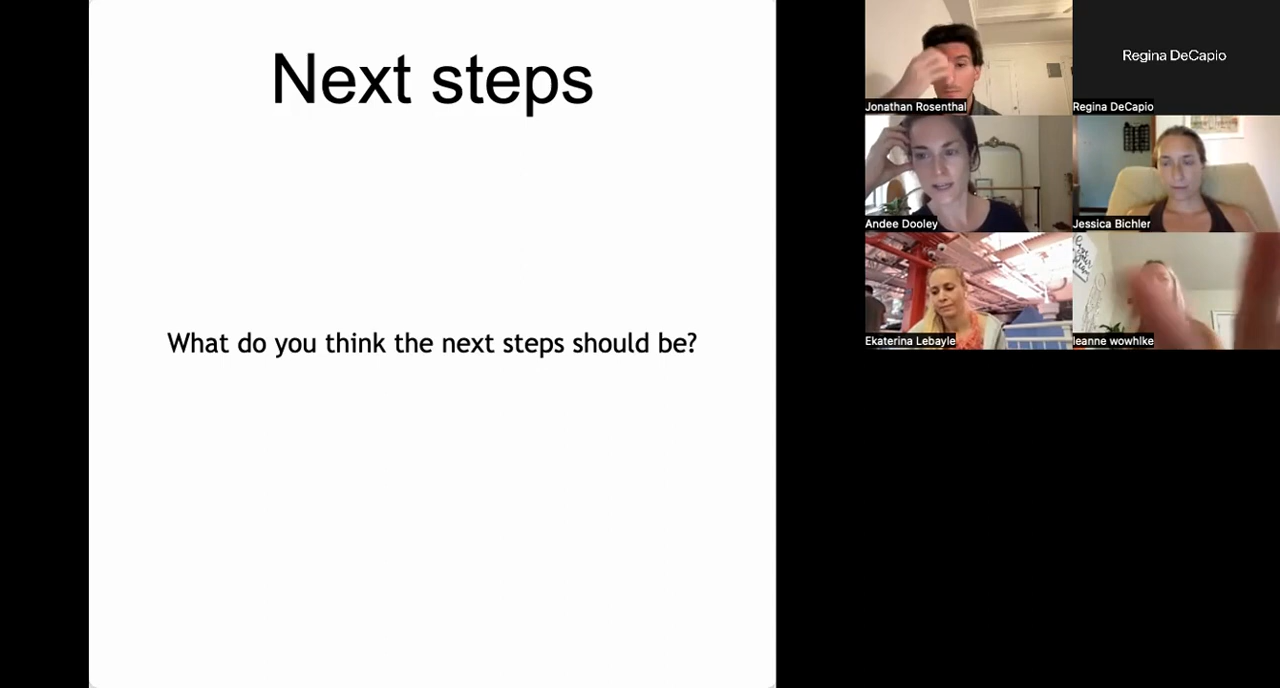 Next steps
What do you think the next steps should be?
Regina DeCapio
Jonathan Rosenthal
Regina DeCapio
Andee Dooley
Jessica Bichler
Ekaterina Lebayle
leanne wowhlke